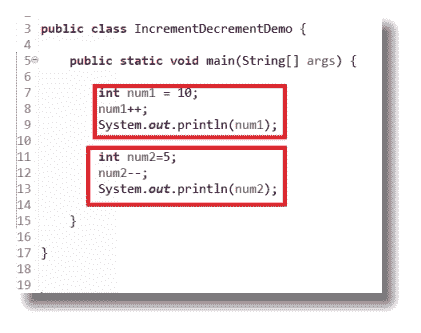 3 public class IncrementDecrementDemo {
4
5 public static void main(String[] args) {
6
7 int num1 = 10;
8 num1++;
9 System.out.println(num1);
10
11 int num2=5;
12 num2--;
13 System.out.println(num2);
14
15 }
16
17 }
18
19